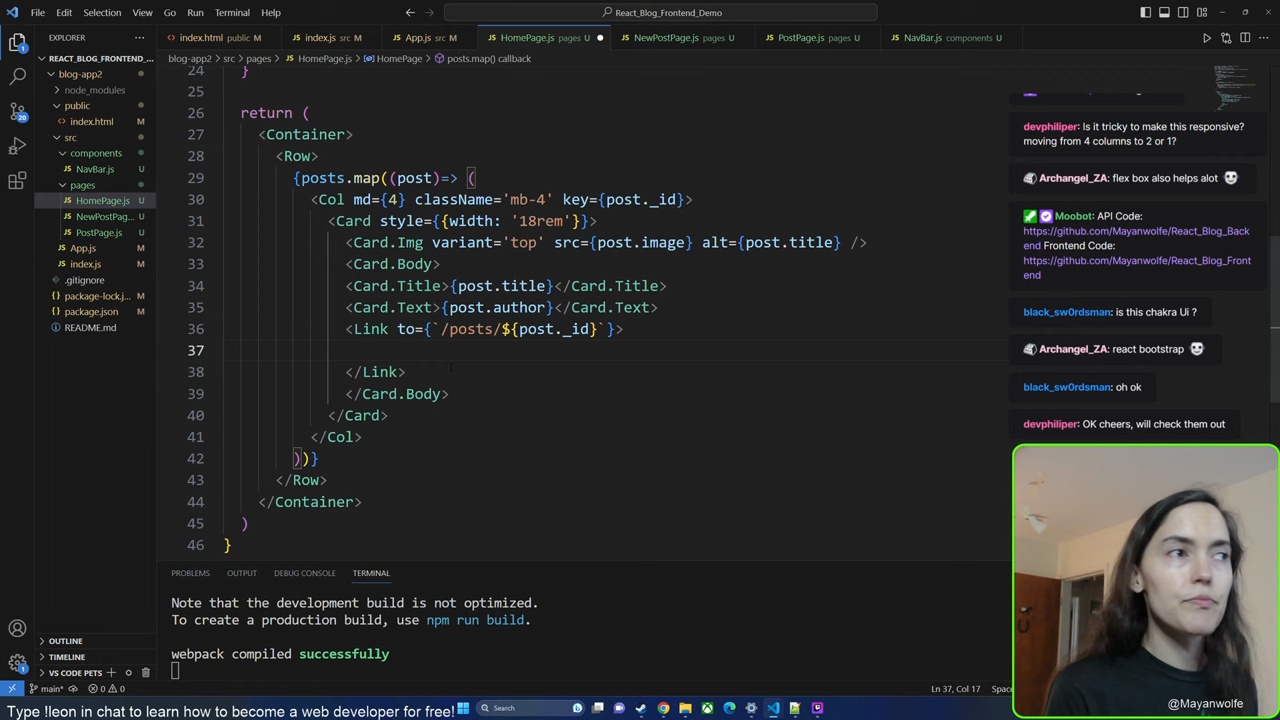 File Edit Selection View Go Run Terminal Help
React_Blog_Frontend_Demo
EXPLORER
index.html public M
index.js src M
App.js M
HomePage.js pages
NewPostPage.js pages U
PostPage.js pages U
NavBar.js components U
REACT_BLOG_FRONTEND_...
blog-app2 > src > pages > JS HomePage.js > HomePage > posts.map() callback
blog-app2
node_modules
public
index.html U
src
components
NavBar.js U
pages
HomePage.js U
NewPostPag... U
PostPage.js U
App.js U
index.js U
.gitignore
package-lock.j... U
package.json U
README.md
24 }
25
26 return (
27 <Container>
28 <Row>
29 {posts.map((post)=> (
30 <Col md={4} className='mb-4' key={post._id}>
31 <Card style={{width: '18rem'}}>
32 <Card.Img variant='top' src={post.image} alt={post.title} />
33 <Card.Body>
34 <Card.Title>{post.title}</Card.Title>
35 <Card.Text>{post.author}</Card.Text>
36 <Link to={`/posts/${post._id}`}>
37
38 </Link>
39 </Card.Body>
40 </Card>
41 </Col>
42 ))}
43 </Row>
44 </Container>
45 )
46 }
devphiliper: Is it tricky to make this responsive?
moving from 4 columns to 2 or 1?
Archangel_ZA: flex box also helps alot
Moobot: API Code:
https://github.com/Mayanwolfe/React_Blog_Back
end Frontend Code:
https://github.com/Mayanwolfe/React_Blog_Front
end
black_sw0rdsman: is this chakra Ui ?
Archangel_ZA: react bootstrap
black_sw0rdsman: oh ok
devphiliper: OK cheers, will check them out
PROBLEMS OUTPUT DEBUG CONSOLE TERMINAL
Note that the development build is not optimized.
To create a production build, use npm run build.
webpack compiled successfully
OUTLINE
TIMELINE
VS CODE PETS
main* 0 0
Ln 37, Col 17
@Mayanwolfe
Type !leon in chat to learn how to become a web developer for free!
Search